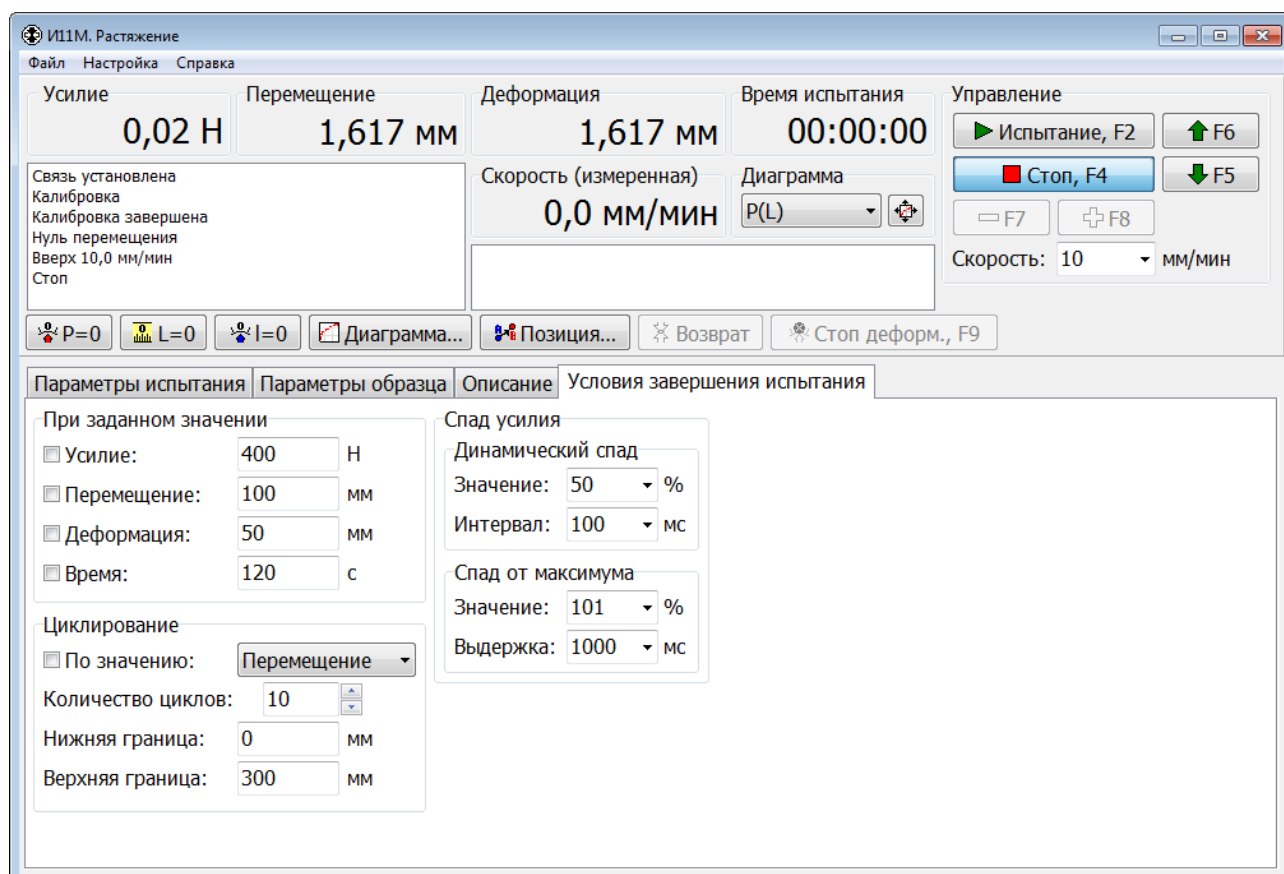 И11М. Растяжение
Файл Настройка Справка
Усилие Перемещение Деформация Время испытания Управление
0,02 Н 1,617 мм 1,617 мм 00:00:00 Испытание, F2 F6
Связь установлена
Калибровка
Калибровка завершена
Нуль перемещения
Вверх 10,0 мм/мин
Стоп
Скорость (измеренная) Диаграмма Стоп, F4 F5
0,0 мм/мин P(L) F7 F8
Скорость: 10 мм/мин
P=0 L=0 l=0 Диаграмма... Позиция... Возврат Стоп деформ., F9
Параметры испытания Параметры образца Описание Условия завершения испытания
При заданном значении
Усилие: 400 Н
Перемещение: 100 мм
Деформация: 50 мм
Время: 120 с
Циклирование
По значению: Перемещение
Количество циклов: 10
Нижняя граница: 0 мм
Верхняя граница: 300 мм
Спад усилия
Динамический спад
Значение: 50 %
Интервал: 100 мс
Спад от максимума
Значение: 101 %
Выдержка: 1000 мс